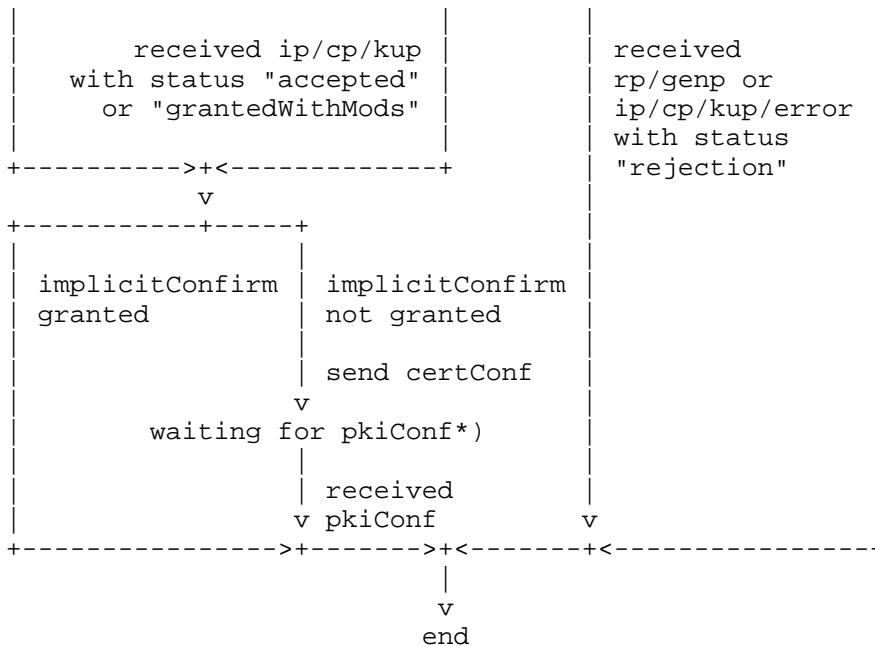 |                             |         |
|        received ip/cp/kup   |         | received
|    with status "accepted"   |         | rp/genp or
|      or "grantedWithMods"   |         | ip/cp/kup/error
|                             |         | with status
+---------->+<-------------+         | "rejection"
             v                          |
+-----------+-----+                   |
|                   |                   |
| implicitConfirm   | implicitConfirm   |
| granted           | not granted       |
|                   |                   |
|                   | send certConf     |
|                   v                   |
|         waiting for pkiConf*)         |
|                   |                   |
|                   | received          |
|                   v pkiConf           v
+---------------->+------->+<-------+<-----------------
                             |
                             v
                            end